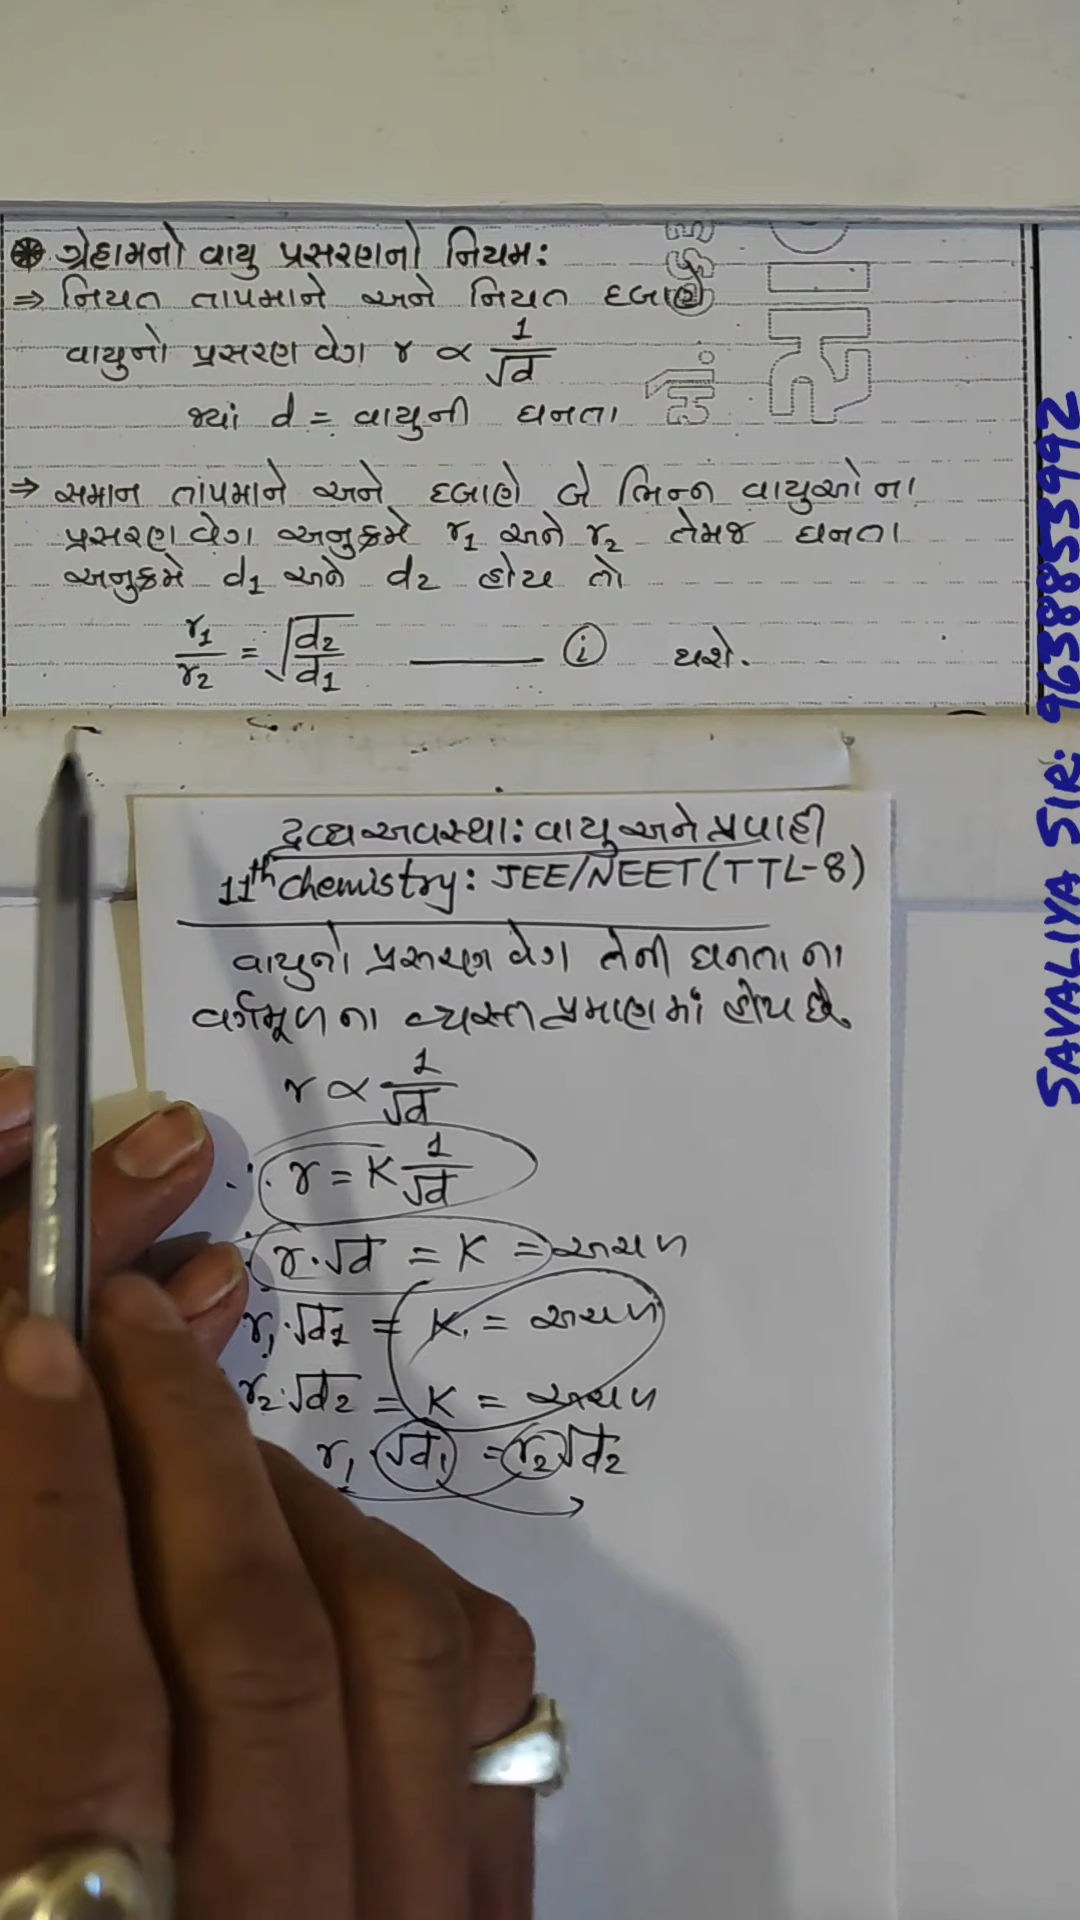 ગ્રેહામનો વાયુ પ્રસરણનો નિયમ:
⇒ નિયત તાપમાને અને નિયત દબાણે
વાયુનો પ્રસરણ વેગ r ∝ 1/√d
જ્યાં d = વાયુની ઘનતા
⇒ સમાન તાપમાને અને દબાણે બે ભિન્ન વાયુઓના
પ્રસરણ વેગ અનુક્રમે r₁ અને r₂ તેમજ ઘનતા
અનુક્રમે d₁ અને d₂ હોય તો
r₁/r₂ = √(d₂/d₁) —— (i) થશે.
દ્રવ્ય અવસ્થા: વાયુ અને પ્રવાહી
11th Chemistry: JEE/NEET (TTL-8)
વાયુનો પ્રસરણ વેગ તેની ઘનતા ના
વર્ગમૂળ ના વ્યસ્ત પ્રમાણમાં હોય છે.
r ∝ 1/√d
∴ r = K 1/√d
r·√d = K = અચળ
r₁·√d₁ = K = અચળ
r₂·√d₂ = K = અચળ
r₁ √d₁ = r₂ √d₂
SAVALIYA SIR: 9638853992